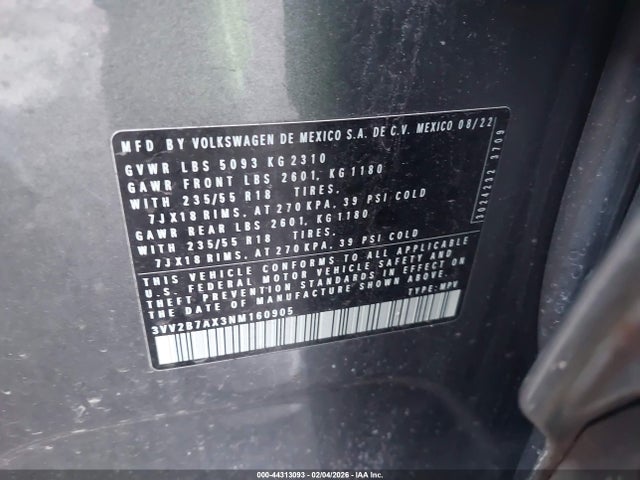 MFD BY VOLKSWAGEN DE MEXICO S.A. DE C.V. MEXICO 08/22
GVWR LBS 5093 KG 2310
GAWR FRONT LBS 2601, KG 1180
WITH 235/55 R18 TIRES.
7JX18 RIMS, AT 270 KPA, 39 PSI COLD
GAWR REAR LBS 2601, KG 1180
WITH 235/55 R18 TIRES.
7JX18 RIMS, AT 270 KPA, 39 PSI COLD
THIS VEHICLE CONFORMS TO ALL APPLICABLE
U.S. FEDERAL MOTOR VEHICLE SAFETY AND
THEFT PREVENTION STANDARDS IN EFFECT ON
THE DATE OF MANUFACTURE SHOWN ABOVE.
3VV2B7AX3NM160905 TYPE: MPV
3024232 3709
000-44313093 - 02/04/2026 - IAA Inc.